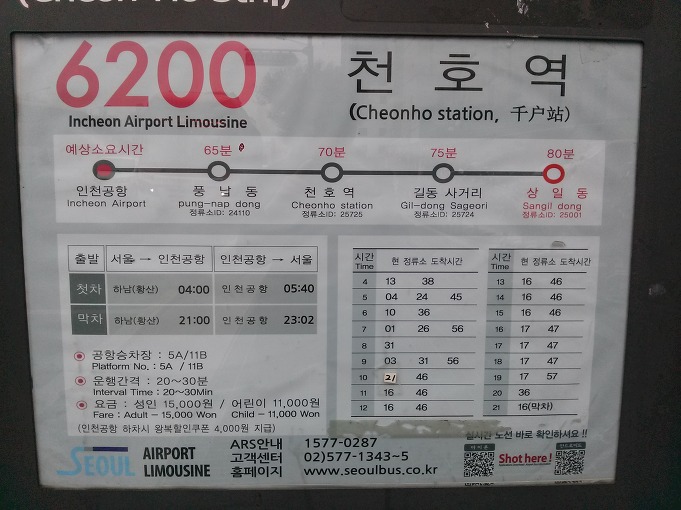 6200
Incheon Airport Limousine
천 호 역
(Cheonho station, 千户站)
예상소요시간 65분 70분 75분 80분
인천공항 풍 납 동 천 호 역 길동 사거리 상 일 동
Incheon Airport pung-nap dong Cheonho station Gil-dong Sageori Sangil dong
정류소ID: 24110 정류소ID: 25725 정류소ID: 25724 정류소ID: 25001
출발 서울 → 인천공항 인천공항 → 서울
첫차 하남(황산) 04:00 인천공항 05:40
막차 하남(황산) 21:00 인천공항 23:02
공항승차장 : 5A/11B
Platform No. : 5A / 11B
운행간격 : 20~30분
Interval Time : 20~30Min
요금 : 성인 15,000원 / 어린이 11,000원
Fare : Adult - 15,000 Won Child - 11,000 Won
(인천공항 하차시 왕복할인쿠폰 4,000원 지급)
시간 Time 현 정류소 도착시간
4 13 38
5 04 24 45
6 10 36
7 01 26 56
8 31
9 03 31 56
10 21 46
11 16 46
12 16 46
시간 Time 현 정류소 도착시간
13 16 46
14 16 46
15 16 46
16 17 47
17 17 47
18 17 47
19 17 57
20 36
21 16(막차)
실시간 노선 바로 확인하셔요 !!
SEOUL AIRPORT LIMOUSINE
ARS안내 1577-0287
고객센터 02)577-1343~5
홈페이지 www.seoulbus.co.kr
Shot here !